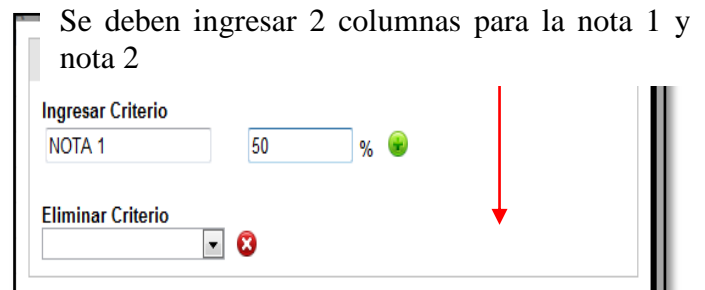 Se deben ingresar 2 columnas para la nota 1 y
nota 2
Ingresar Criterio
NOTA 1 50 %
Eliminar Criterio